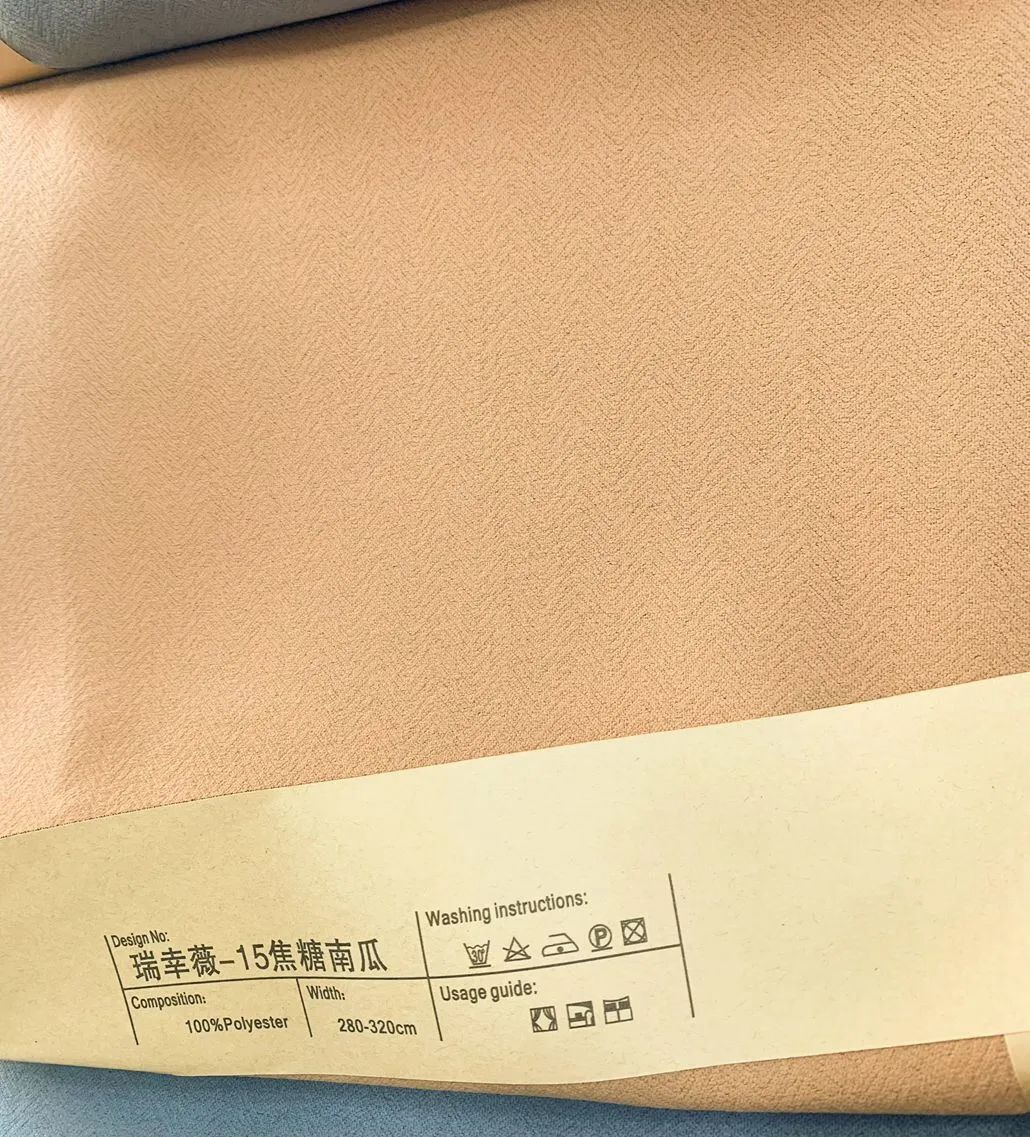 Design No:
瑞幸薇-15焦糖南瓜
Composition:
100%Polyester
Width:
280-320cm
Washing instructions:
30°
P
Usage guide: